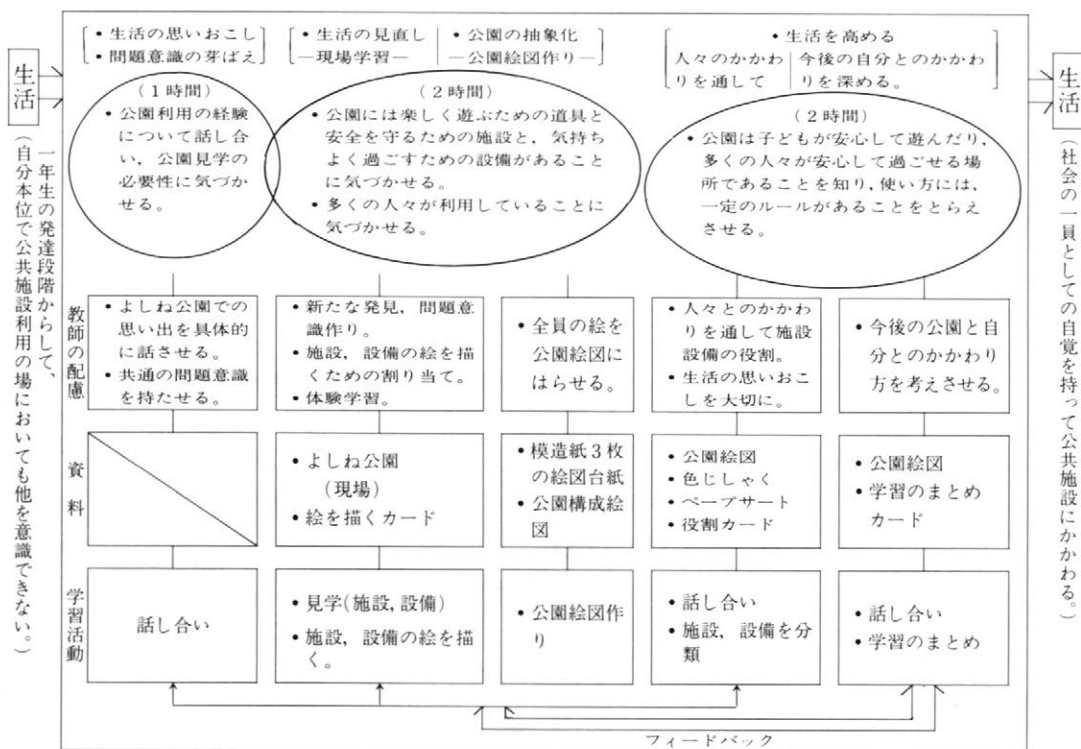 生活
一年生の発達段階からして、
(自分本位で公共施設利用の場においても他を意識できない。)
• 生活の思いおこし
• 問題意識の芽ばえ
• 生活の見直し
―現場学習―
• 公園の抽象化
―公園絵図作り―
• 生活を高める
人々のかかわ
りを通して
今後の自分とのかかわ
りを深める。
(1時間)
• 公園利用の経験
について話し合
い，公園見学の
必要性に気づか
せる。
(2時間)
• 公園には楽しく遊ぶための道具と
安全を守るための施設と，気持ち
よく過ごすための設備があること
に気づかせる。
• 多くの人々が利用していることに
気づかせる。
(2時間)
• 公園は子どもが安心して遊んだり，
多くの人々が安心して過ごせる場
所であることを知り，使い方には，
一定のルールがあることをとらえ
させる。
教師の配慮
• よしね公園での
思い出を具体的
に話させる。
• 共通の問題意識
を持たせる。
• 新たな発見，問題意
識作り。
• 施設，設備の絵を描
くための割り当て。
• 体験学習。
• 全員の絵を
公園絵図に
はらせる。
• 人々とのかかわ
りを通して施設
設備の役割。
• 生活の思いおこ
しを大切に。
• 今後の公園と自
分とのかかわり
方を考えさせる。
資料
• よしね公園
(現場)
• 絵を描くカード
• 模造紙3枚
の絵図台紙
• 公園構成絵
図
• 公園絵図
• 色じしゃく
• ペープサート
• 役割カード
• 公園絵図
• 学習のまとめ
カード
学習活動
話し合い
• 見学(施設，設備)
• 施設，設備の絵を描
く。
• 公園絵図作
り
• 話し合い
• 施設，設備を分
類
• 話し合い
• 学習のまとめ
フィードバック
生活
(社会の一員としての自覚を持って公共施設にかかわる。)